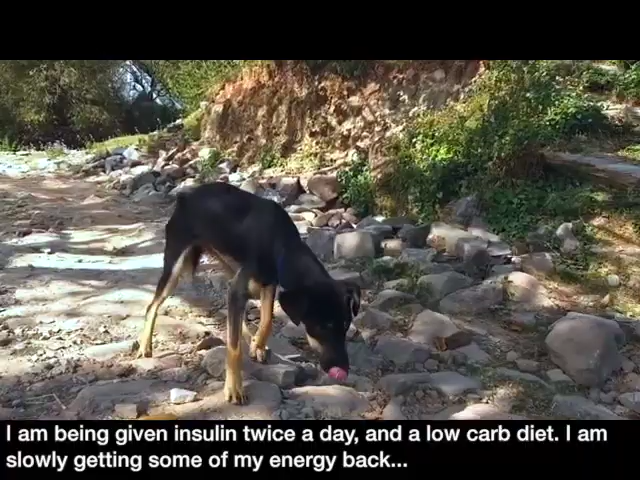 I am being given insulin twice a day, and a low carb diet. I am
slowly getting some of my energy back...